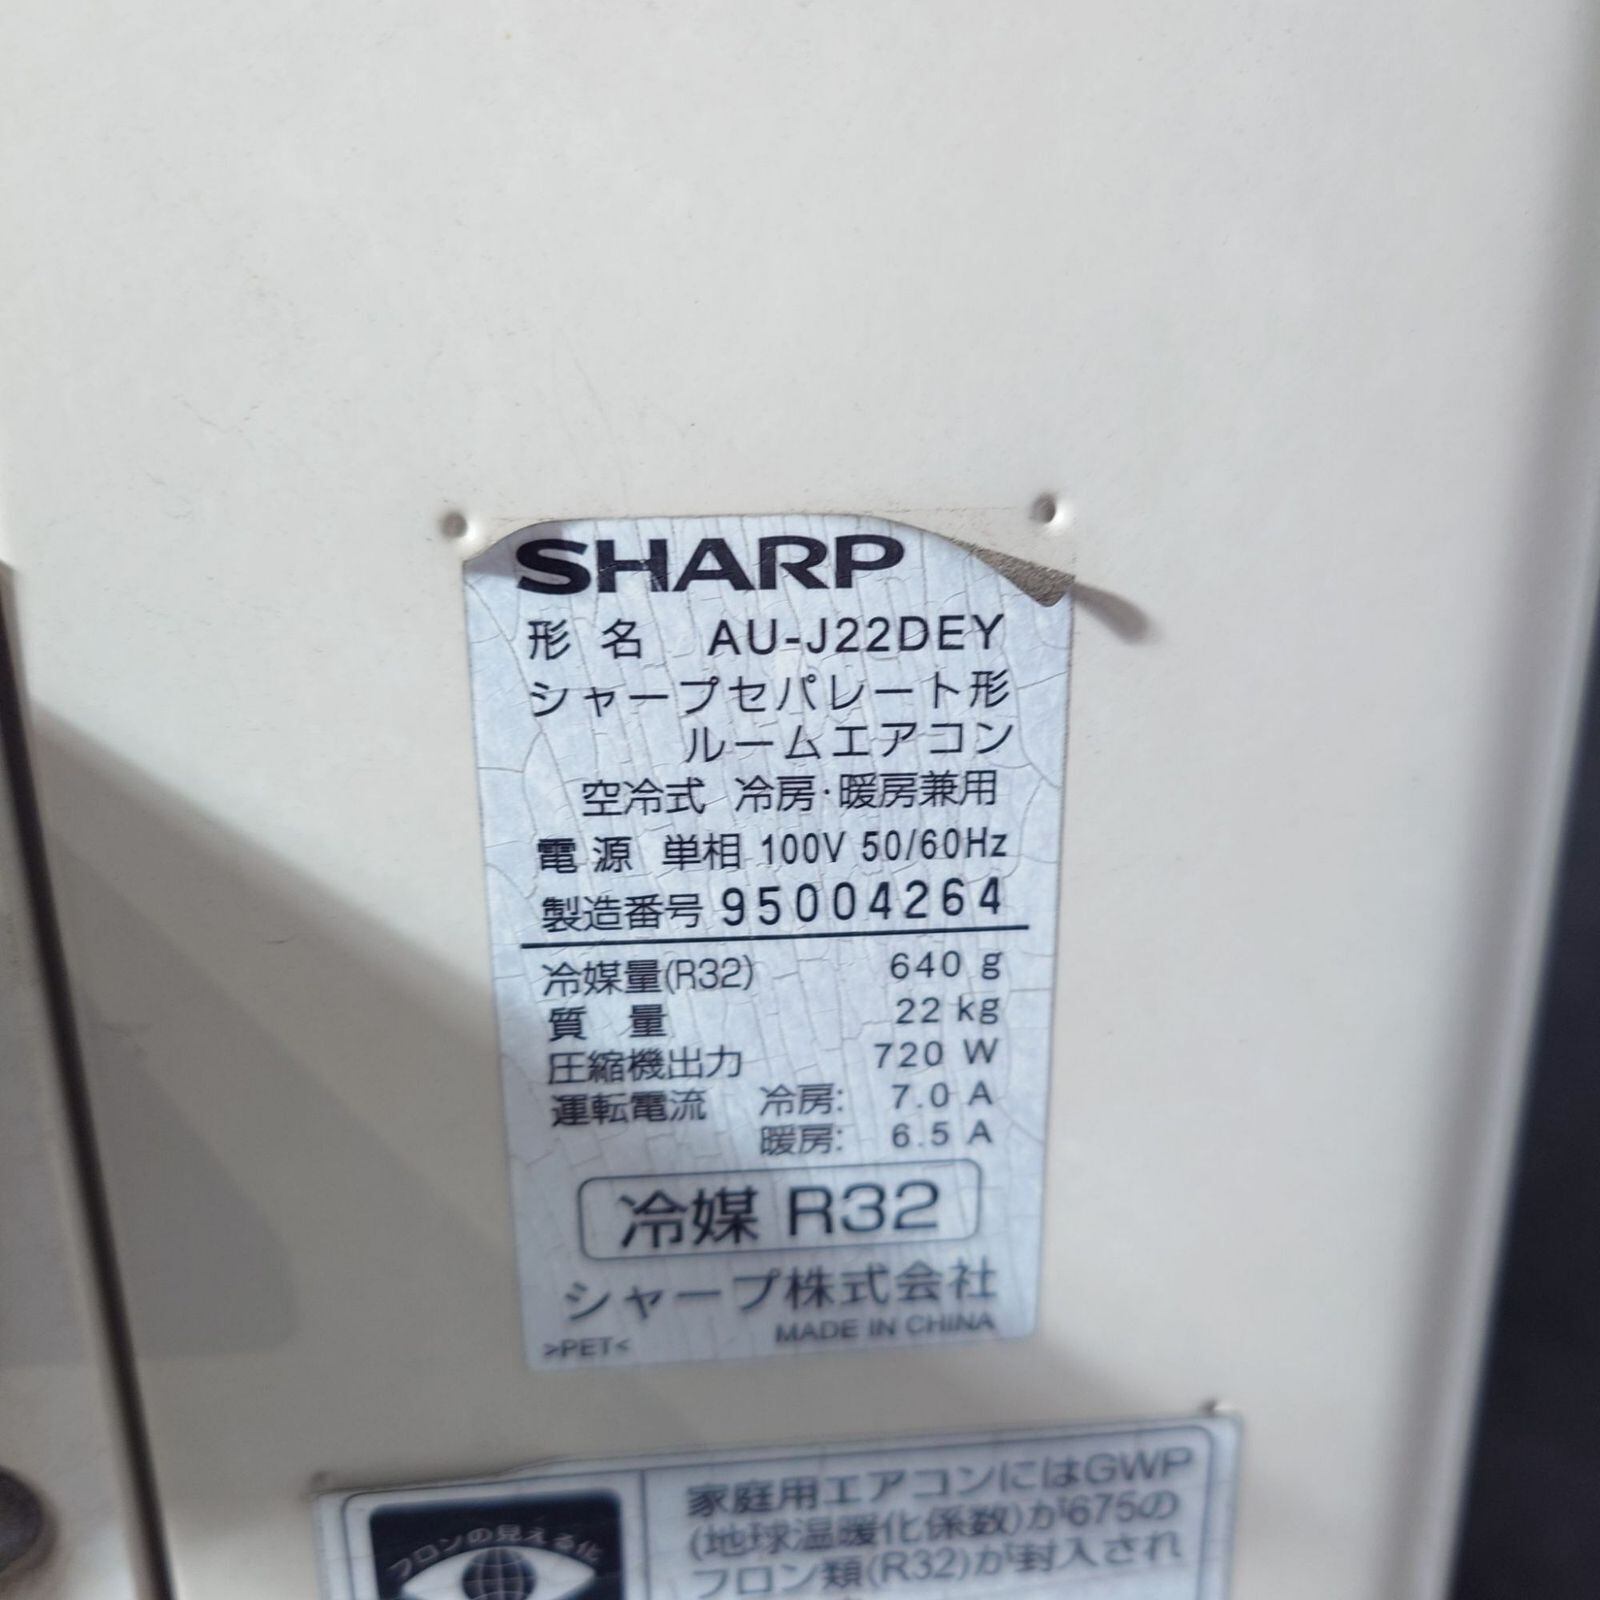 SHARP
形 名 AU-J22DEY
シャープセパレート形
ルームエアコン
空冷式 冷房・暖房兼用
電 源 単相 100V 50/60Hz
製造番号 95004264
冷媒量(R32) 640 g
質 量 22 kg
圧縮機出力 720 W
運転電流 冷房: 7.0 A
暖房: 6.5 A
冷媒 R32
シャープ株式会社
MADE IN CHINA
>PET<
フロンの見える化
家庭用エアコンにはGWP
(地球温暖化係数)が675の
フロン類(R32)が封入され